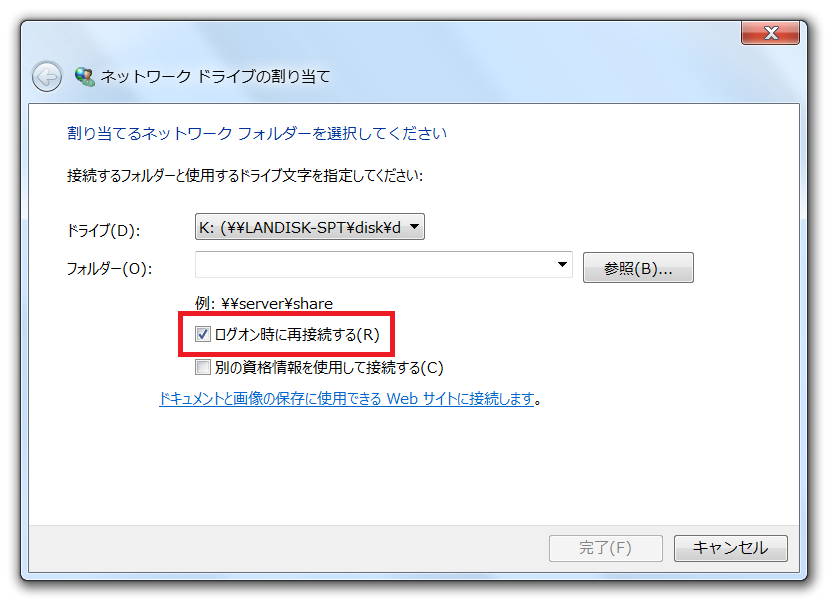 ネットワーク ドライブの割り当て
割り当てるネットワーク フォルダーを選択してください
接続するフォルダーと使用するドライブ文字を指定してください:
ドライブ(D): K: (¥¥LANDISK-SPT¥disk¥d
フォルダー(O): 参照(B)...
例: ¥¥server¥share
ログオン時に再接続する(R)
別の資格情報を使用して接続する(C)
ドキュメントと画像の保存に使用できる Web サイトに接続します。
完了(F) キャンセル